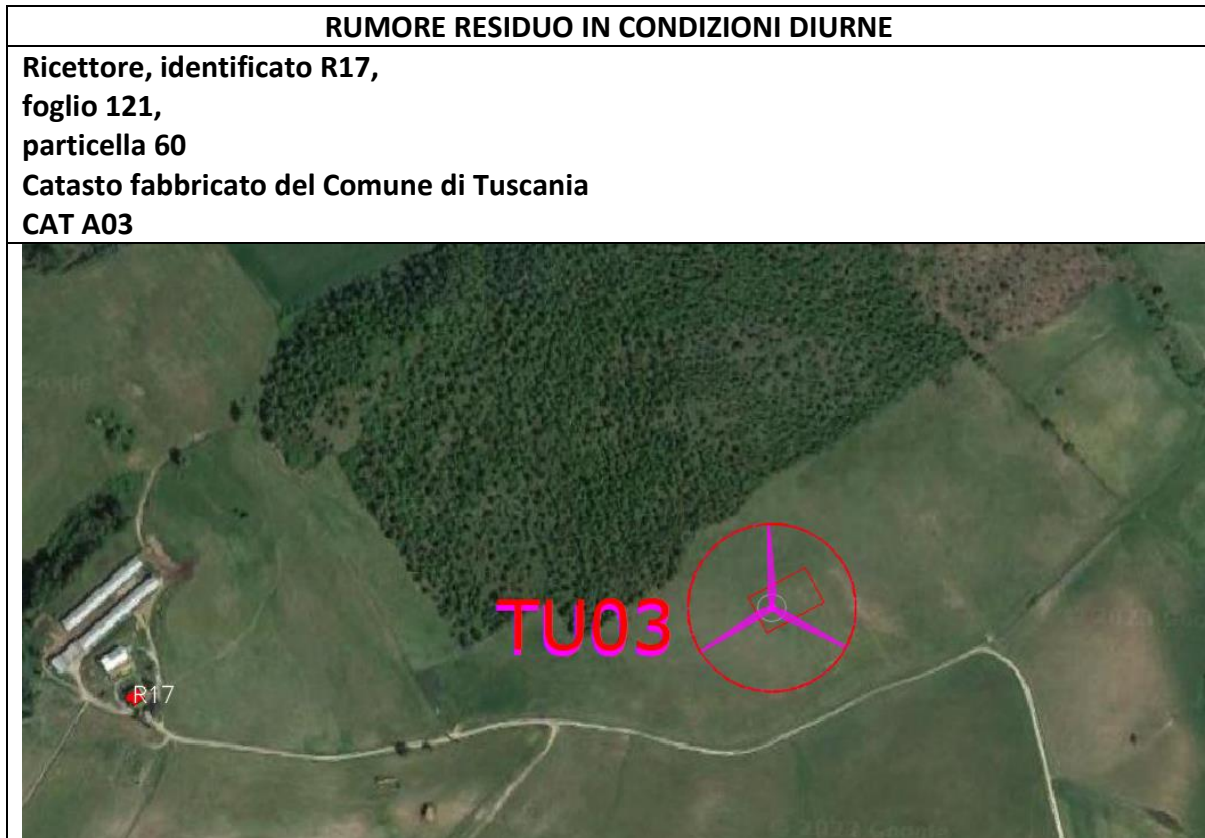 RUMORE RESIDUO IN CONDIZIONI DIURNE
Ricettore, identificato R17,
foglio 121,
particella 60
Catasto fabbricato del Comune di Tuscania
CAT A03
TU03
R17